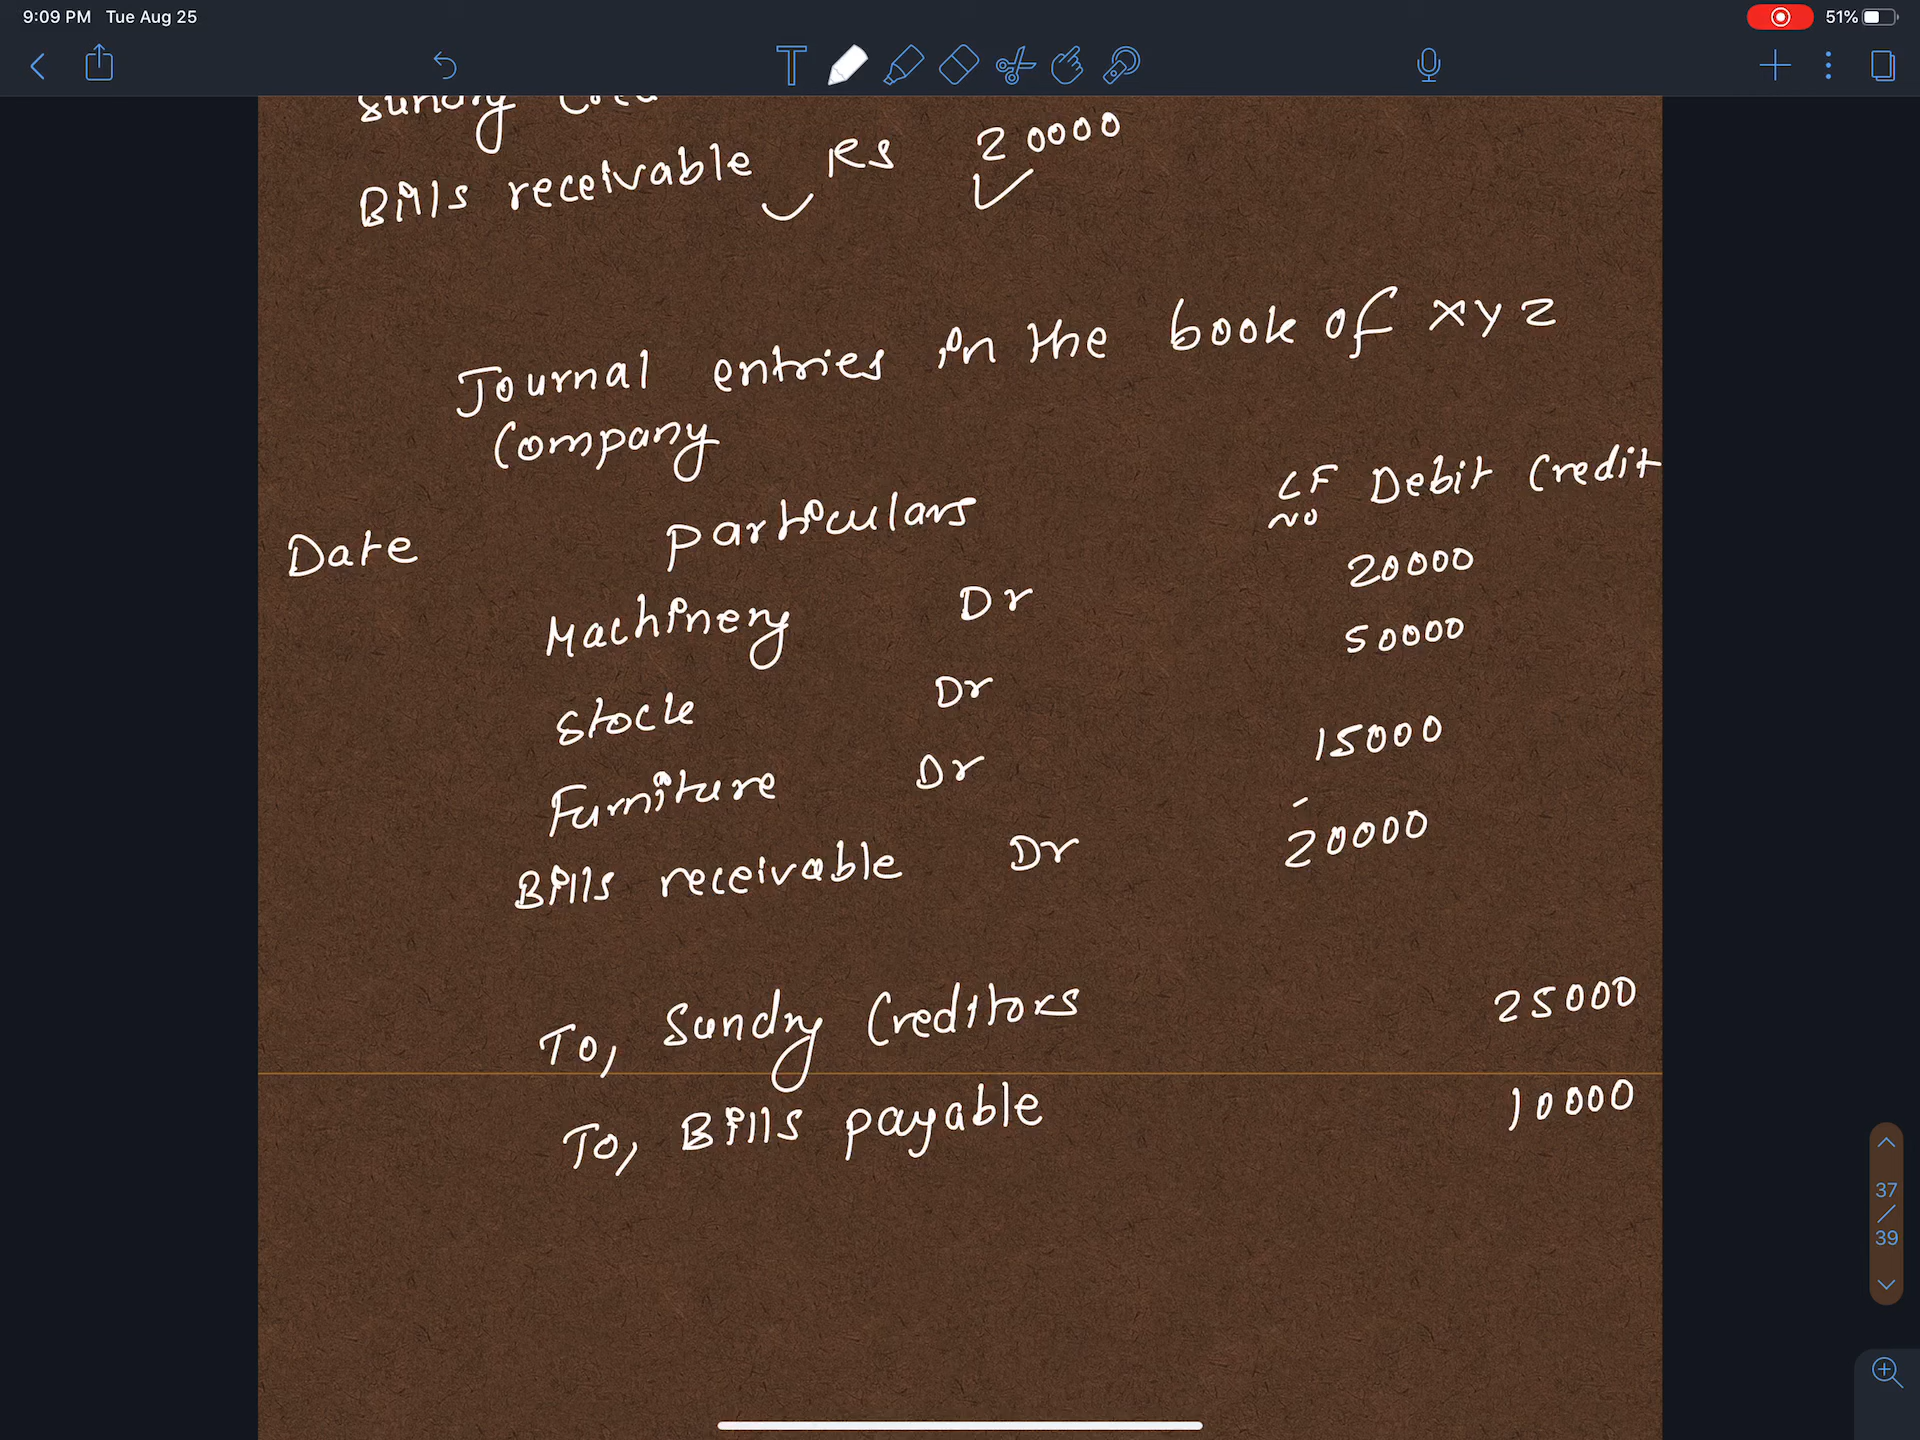 9:09 PM Tue Aug 25
51%
T
Sundry
Bills receivable Rs 20000
Journal entries in the book of xyz
Company
Date Particulars LF No Debit Credit
Machinery Dr 20000
Stock Dr 50000
Furniture Dr 15000
Bills receivable Dr 20000
To, Sundry Creditors 25000
To, Bills payable 10000
37
/
39